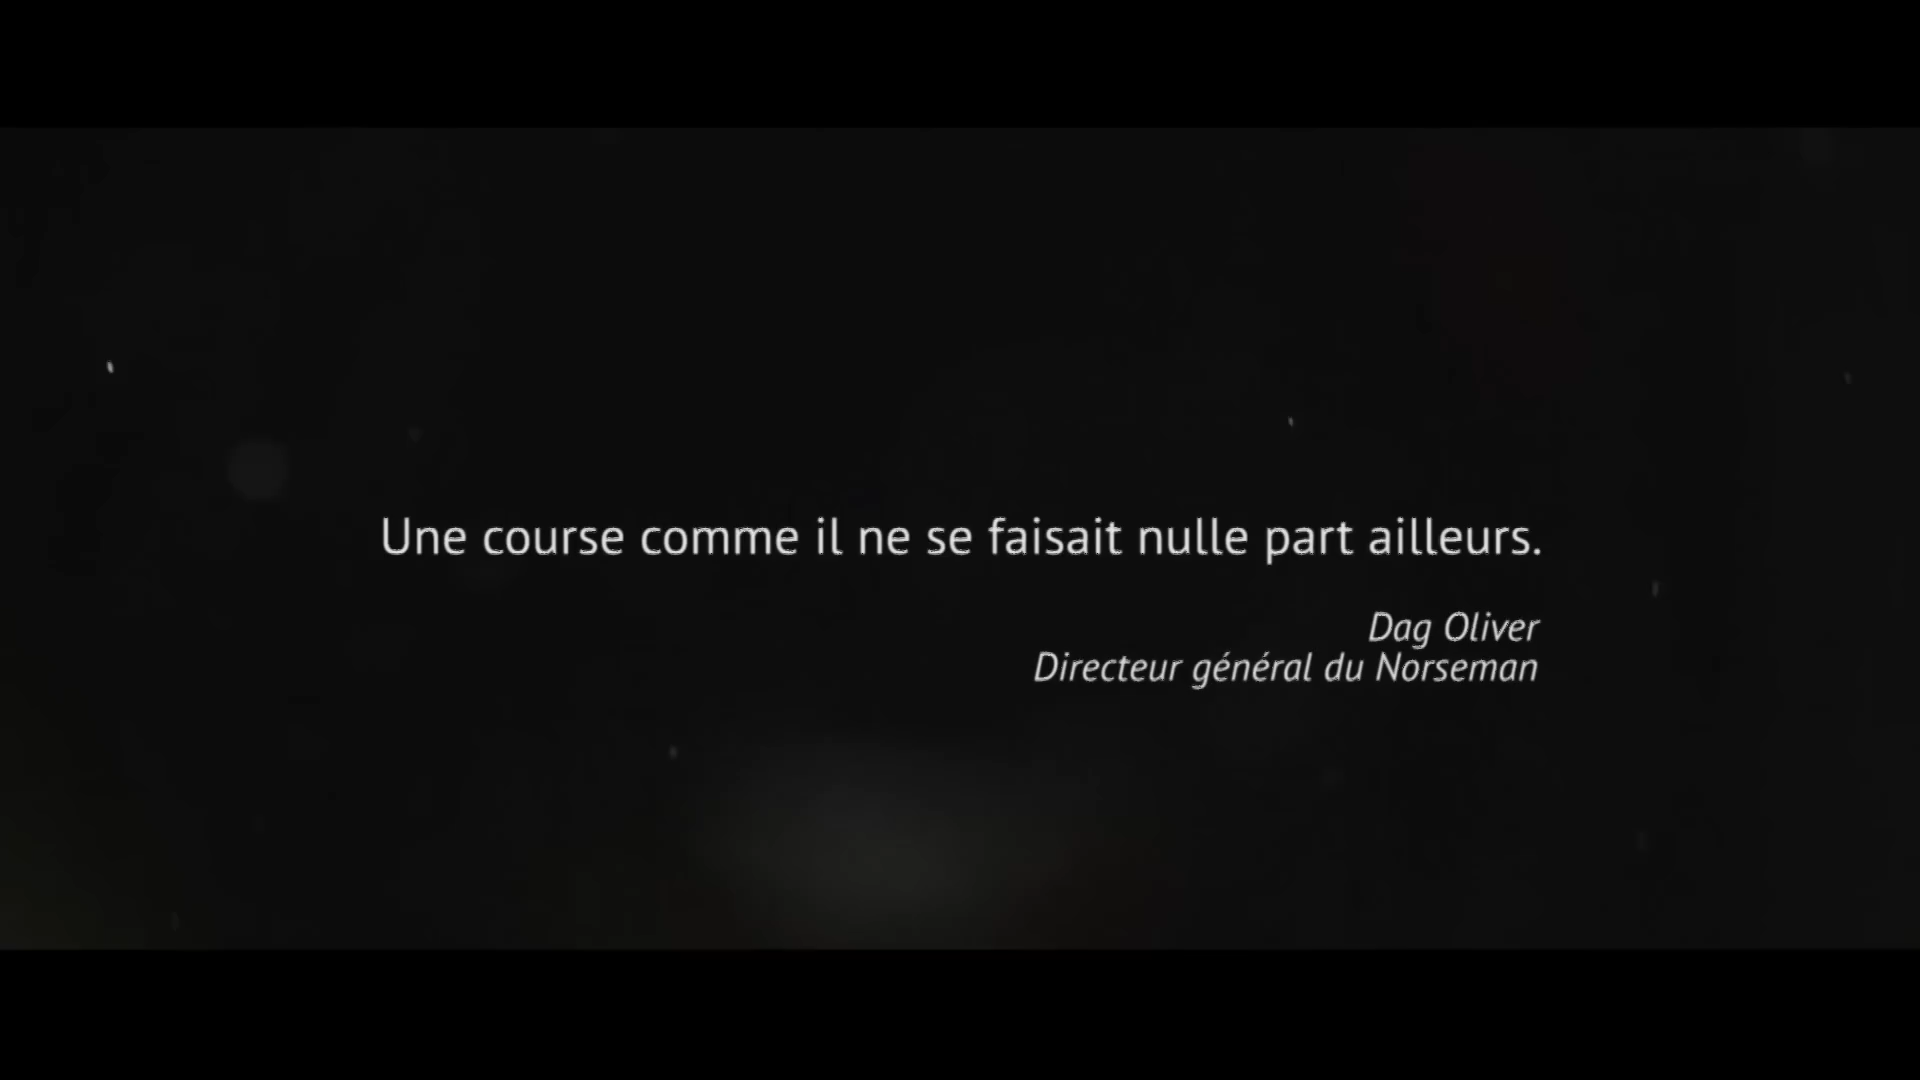 Une course comme il ne se faisait nulle part ailleurs.
Dag Oliver
Directeur général du Norseman